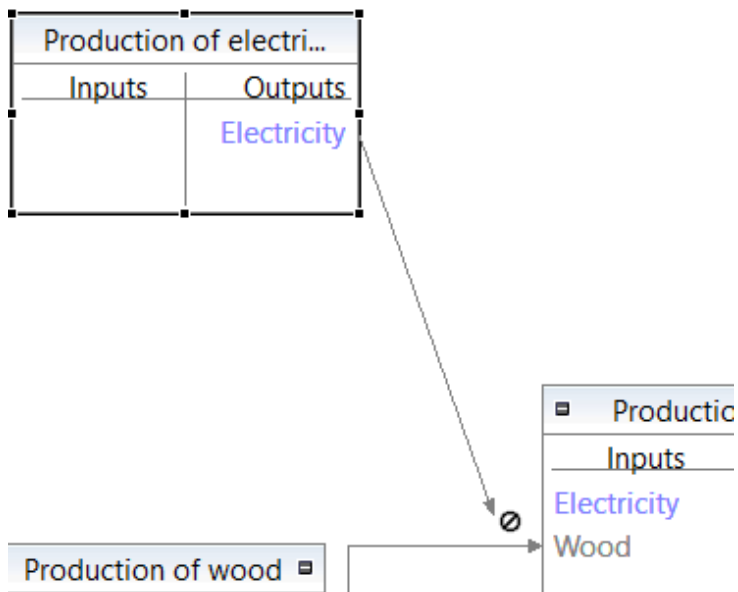 Production of electri...
Inputs Outputs
Electricity
Productio
Inputs
Electricity
Wood
Production of wood